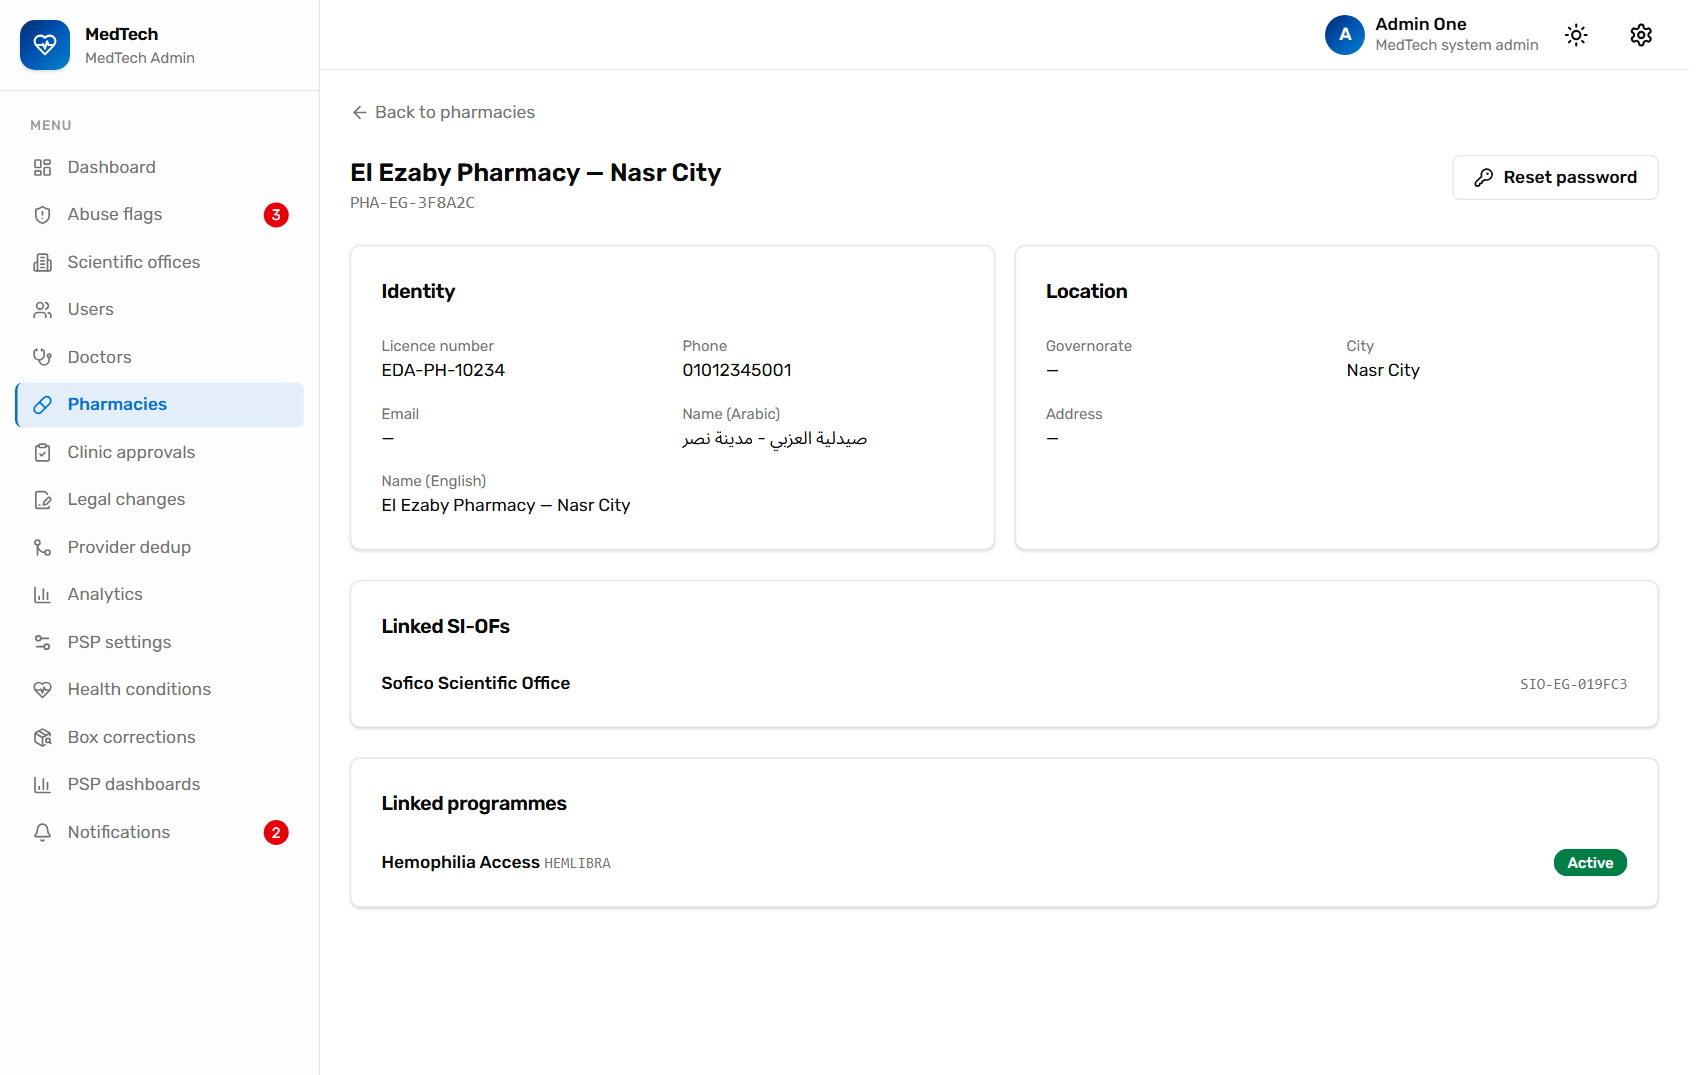 MedTech
MedTech Admin
A
Admin One
MedTech system admin
MENU
Dashboard
Abuse flags
3
Scientific offices
Users
Doctors
Pharmacies
Clinic approvals
Legal changes
Provider dedup
Analytics
PSP settings
Health conditions
Box corrections
PSP dashboards
Notifications
2
Back to pharmacies
El Ezaby Pharmacy — Nasr City
PHA-EG-3F8A2C
Reset password
Identity
Licence number
EDA-PH-10234
Phone
01012345001
Email
—
Name (Arabic)
صيدلية العزبي - مدينة نصر
Name (English)
El Ezaby Pharmacy — Nasr City
Location
Governorate
—
City
Nasr City
Address
—
Linked SI-OFs
Sofico Scientific Office
SIO-EG-019FC3
Linked programmes
Hemophilia Access HEMLIBRA
Active